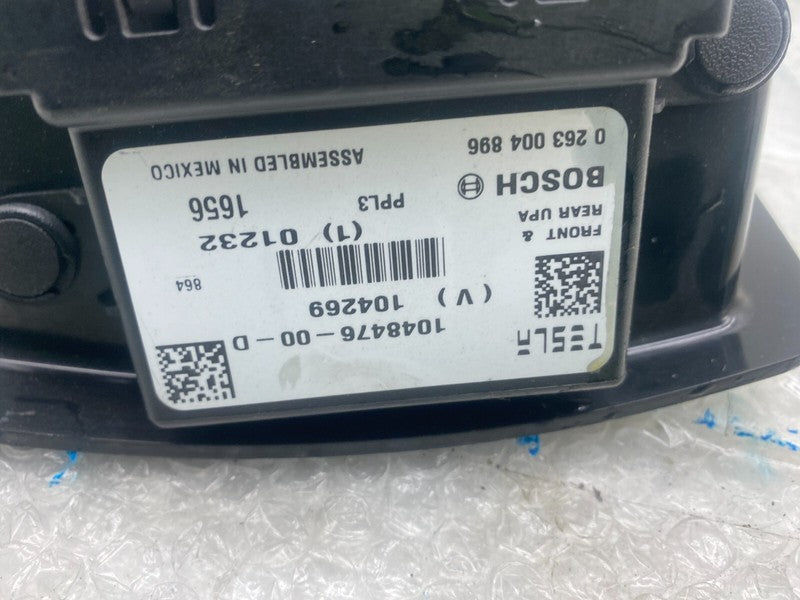 TESLA 1048476-00-D
(V) 104269
864
FRONT &
REAR UPA
(1) 01232
BOSCH PPL3 1656
0 263 004 896 ASSEMBLED IN MEXICO